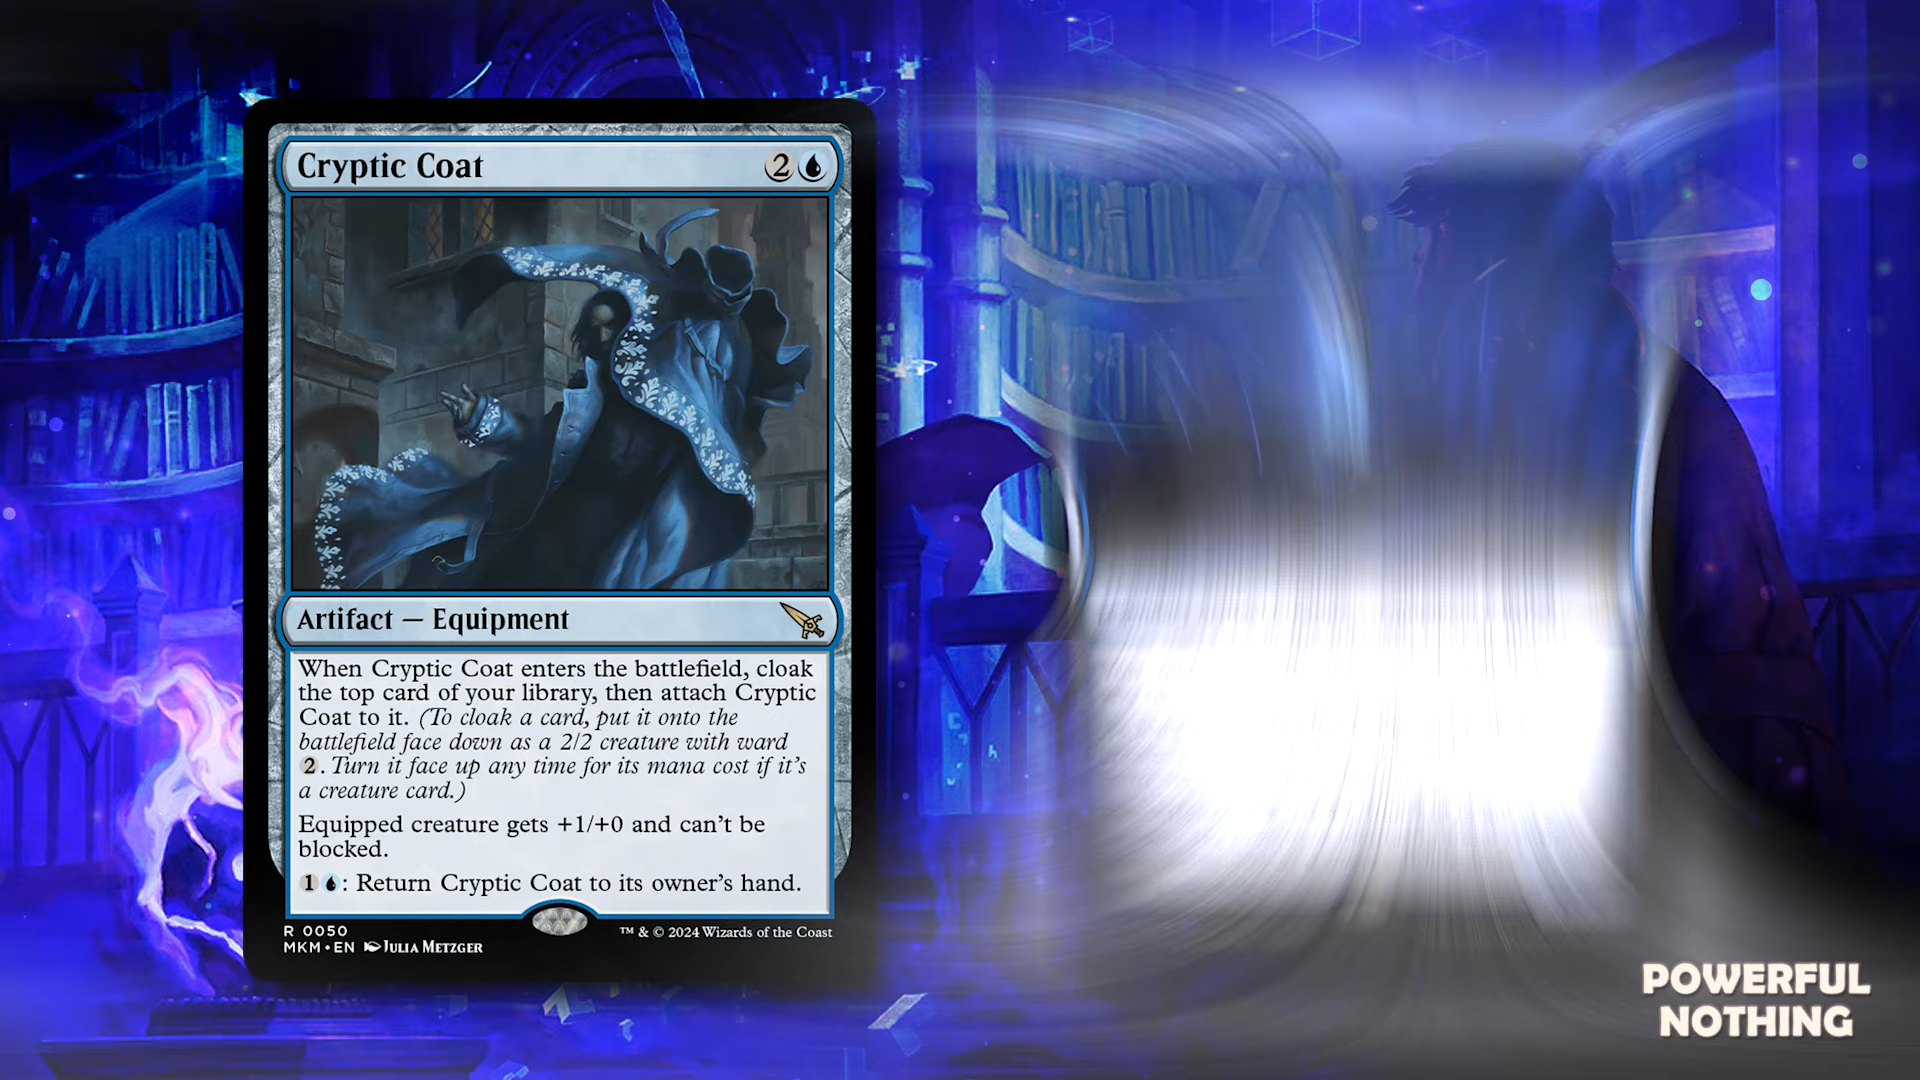 Cryptic Coat 2
Artifact — Equipment
When Cryptic Coat enters the battlefield, cloak
the top card of your library, then attach Cryptic
Coat to it. (To cloak a card, put it onto the
battlefield face down as a 2/2 creature with ward
2. Turn it face up any time for its mana cost if it's
a creature card.)
Equipped creature gets +1/+0 and can't be
blocked.
1: Return Cryptic Coat to its owner's hand.
R 0050
MKM • EN JULIA METZGER
™ & © 2024 Wizards of the Coast
POWERFUL
NOTHING